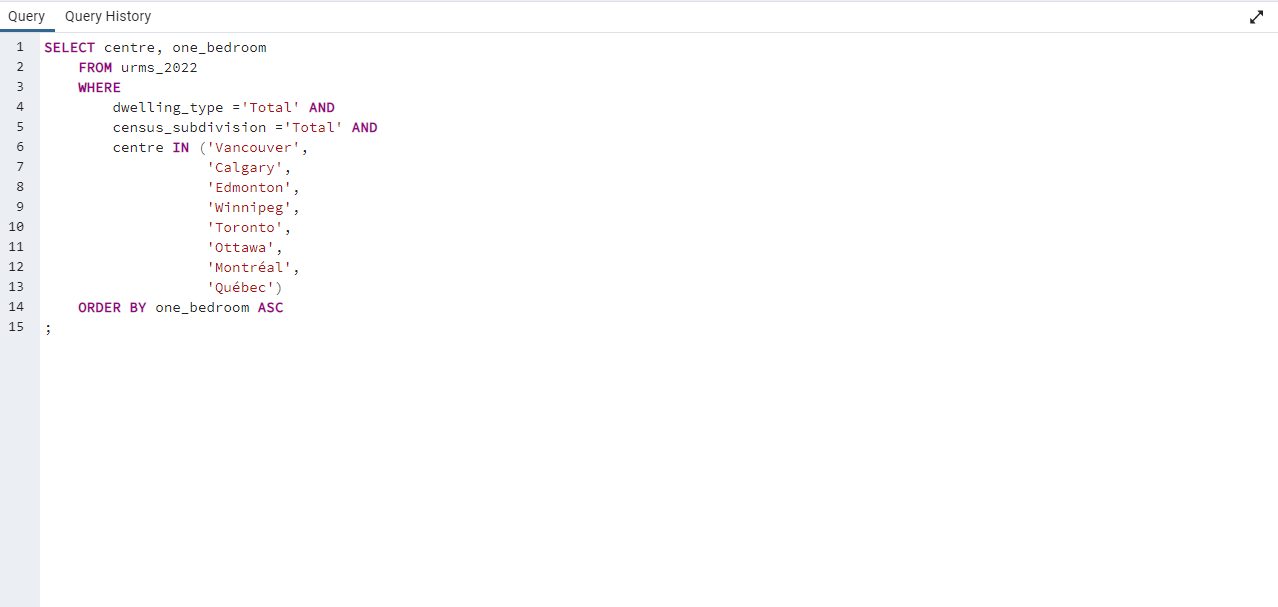 Query Query History
1 SELECT centre, one_bedroom
2 FROM urms_2022
3 WHERE
4 dwelling_type ='Total' AND
5 census_subdivision ='Total' AND
6 centre IN ('Vancouver',
7 'Calgary',
8 'Edmonton',
9 'Winnipeg',
10 'Toronto',
11 'Ottawa',
12 'Montréal',
13 'Québec')
14 ORDER BY one_bedroom ASC
15 ;